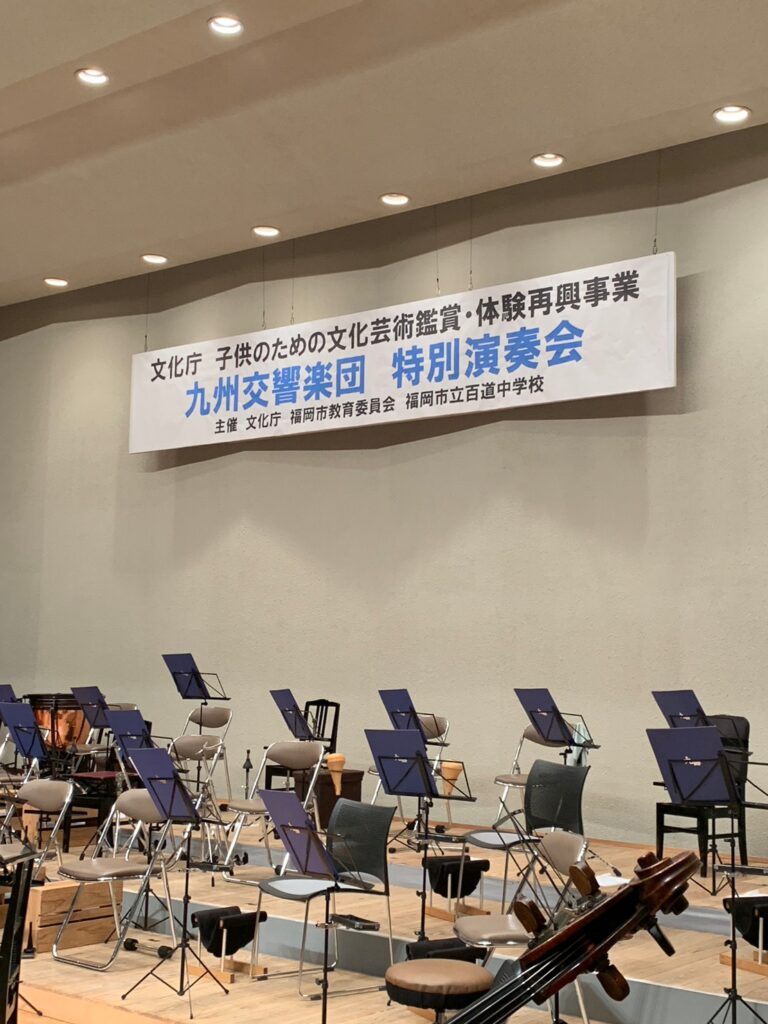 文化庁 子供のための文化芸術鑑賞・体験再興事業
九州交響楽団 特別演奏会
主催 文化庁 福岡市教育委員会 福岡市立百道中学校